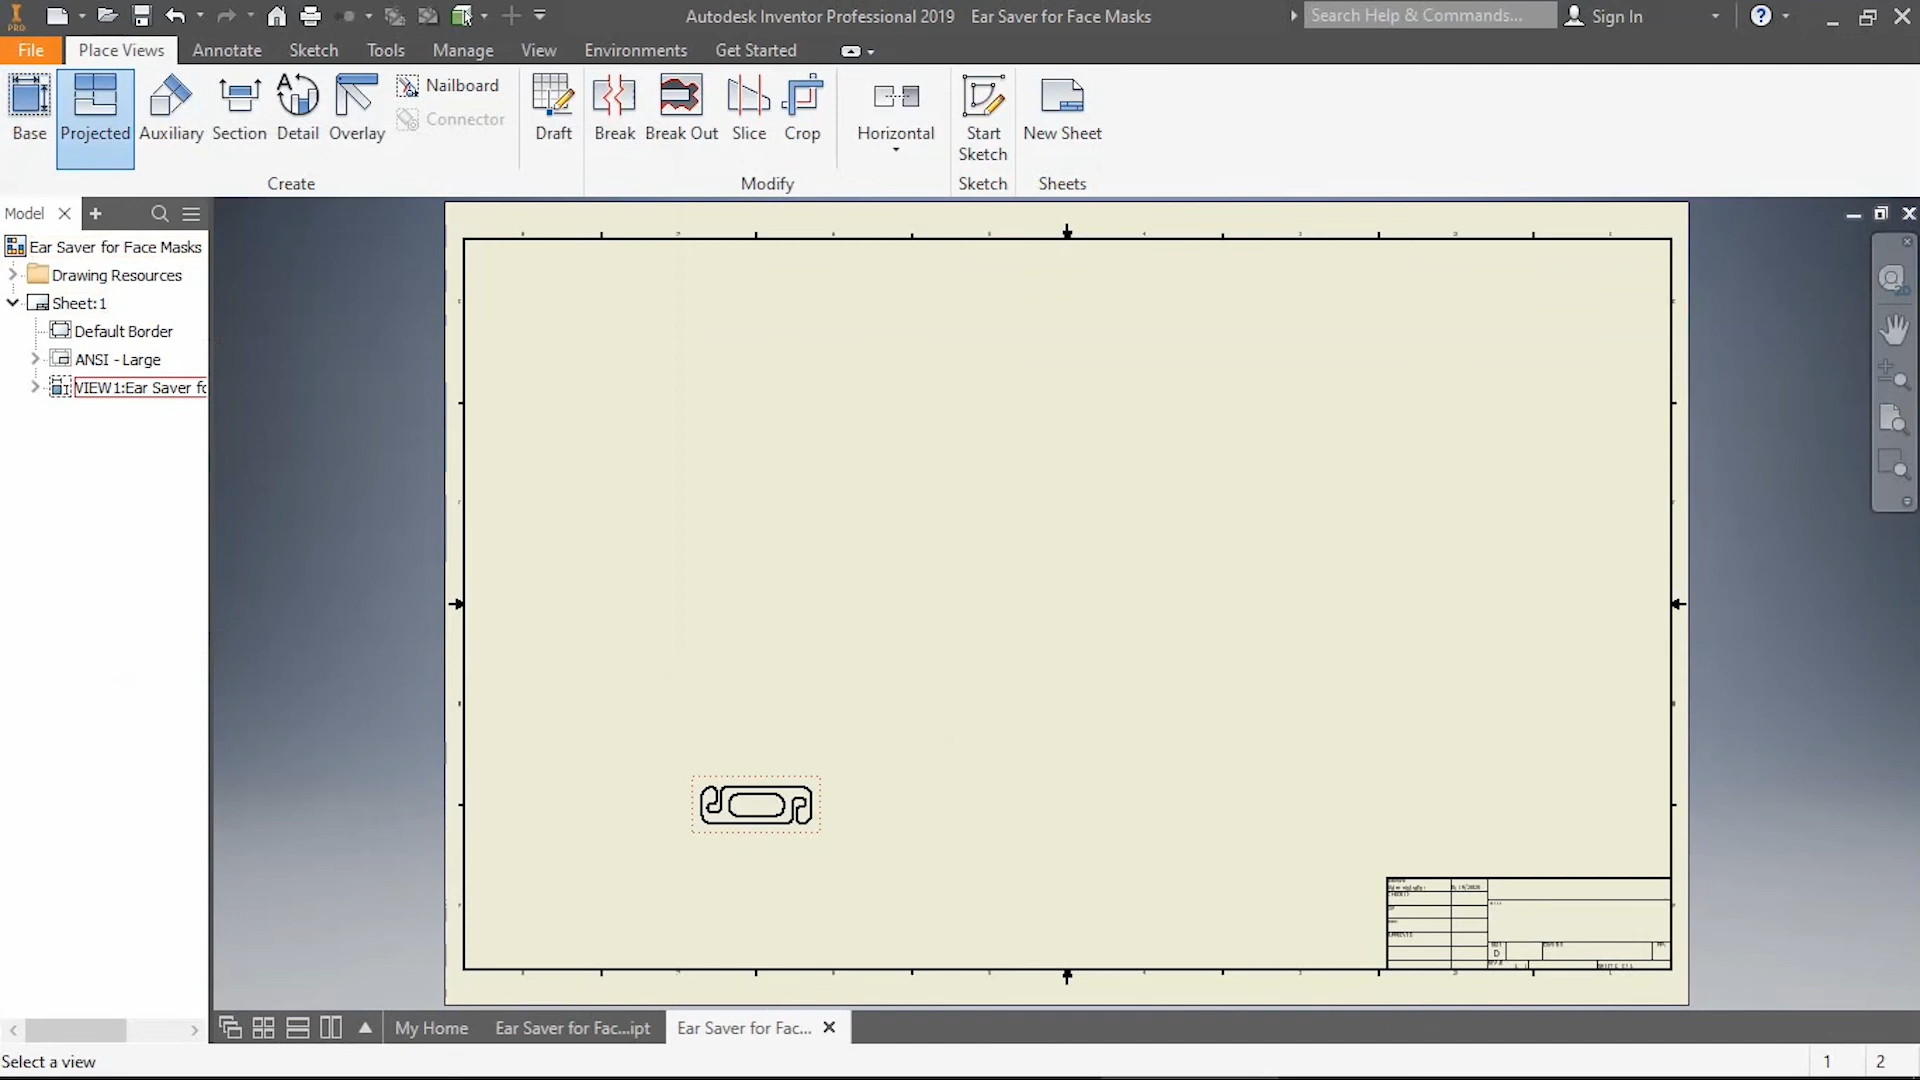 PRO
Autodesk Inventor Professional 2019 Ear Saver for Face Masks
Search Help & Commands...
Sign In
File
Place Views
Annotate
Sketch
Tools
Manage
View
Environments
Get Started
Base
Projected
Auxiliary
Section
Detail
Overlay
Nailboard
Connector
Draft
Break
Break Out
Slice
Crop
Horizontal
Start
Sketch
New Sheet
Create
Modify
Sketch
Sheets
Model
Ear Saver for Face Masks
Drawing Resources
Sheet:1
Default Border
ANSI - Large
VIEW1:Ear Saver fo
2D
D
My Home
Ear Saver for Fac...ipt
Ear Saver for Fac...
Select a view
1
2